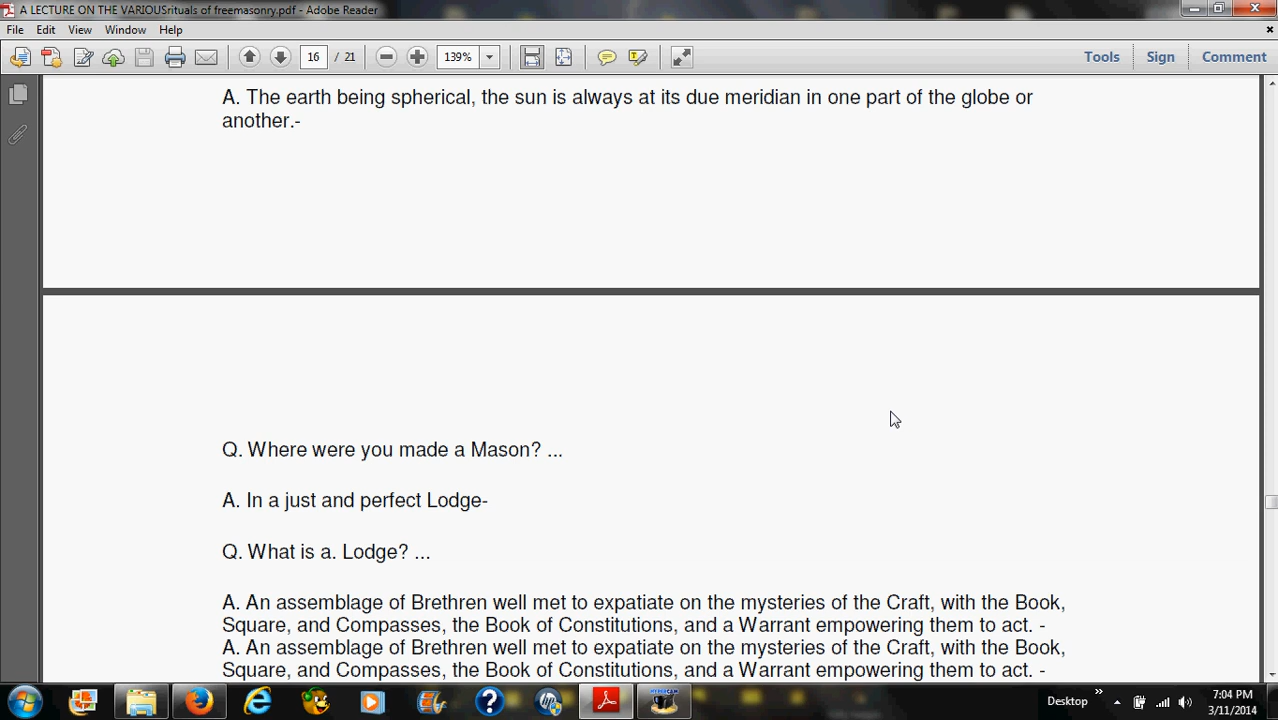 A LECTURE ON THE VARIOUSrituals of freemasonry.pdf - Adobe Reader
File Edit View Window Help
16 / 21 139% Tools Sign Comment
A. The earth being spherical, the sun is always at its due meridian in one part of the globe or
another.-
Q. Where were you made a Mason? ...
A. In a just and perfect Lodge-
Q. What is a. Lodge? ...
A. An assemblage of Brethren well met to expatiate on the mysteries of the Craft, with the Book,
Square, and Compasses, the Book of Constitutions, and a Warrant empowering them to act. -
A. An assemblage of Brethren well met to expatiate on the mysteries of the Craft, with the Book,
Square, and Compasses, the Book of Constitutions, and a Warrant empowering them to act. -
Desktop 7:04 PM
3/11/2014